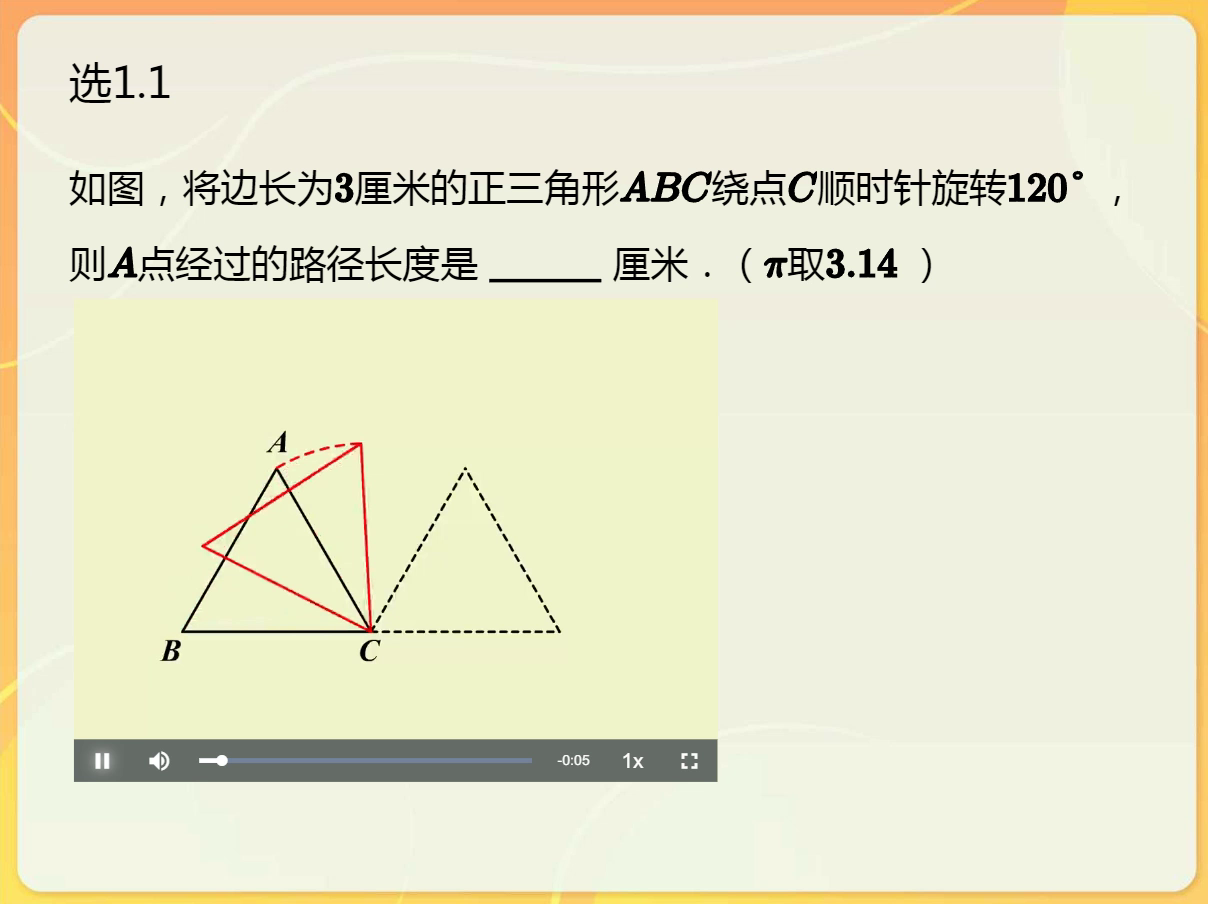 选1.1
如图，将边长为3厘米的正三角形ABC绕点C顺时针旋转120°，
则A点经过的路径长度是 ______ 厘米．（π取3.14 ）
A
B
C
-0:05
1x